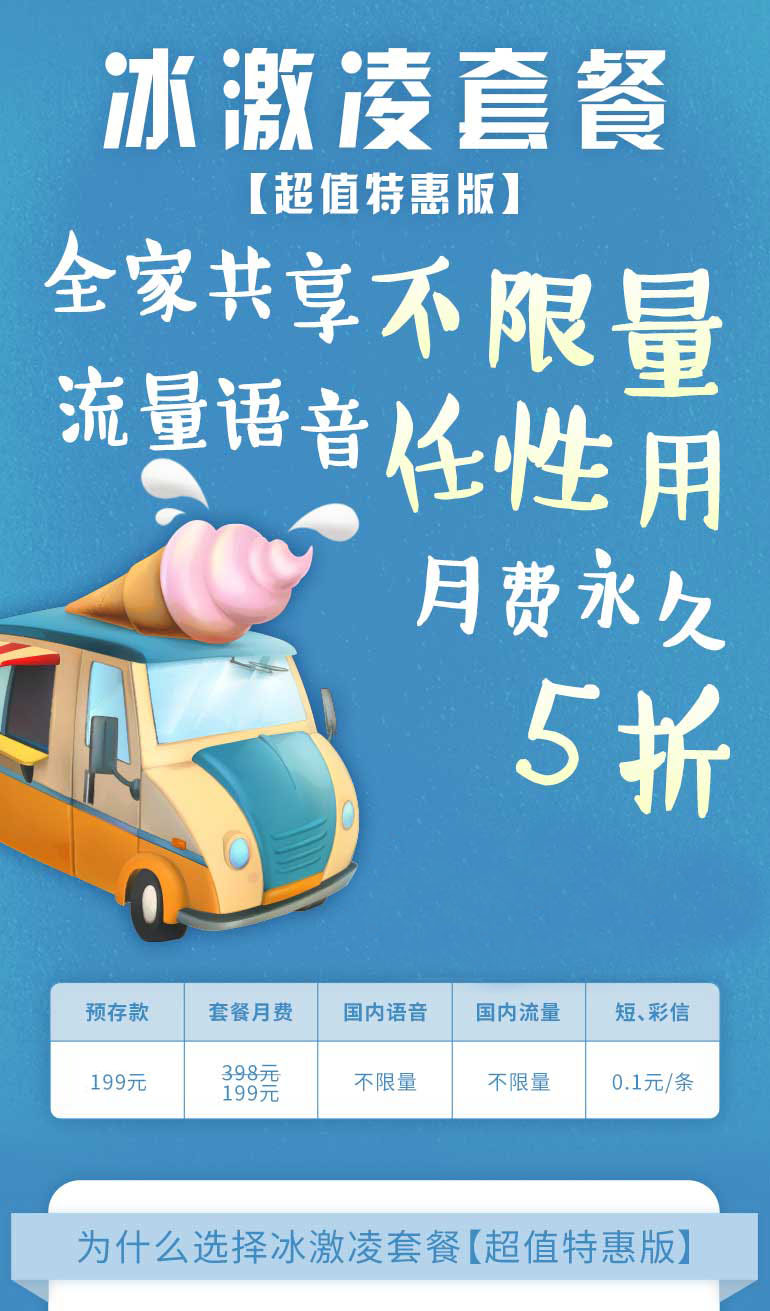 冰激凌套餐
【超值特惠版】
全家共享不限量
流量语音任性用
月费永久
5折
预存款 套餐月费 国内语音 国内流量 短、彩信
199元 398元 不限量 不限量 0.1元/条
199元
为什么选择冰激凌套餐【超值特惠版】